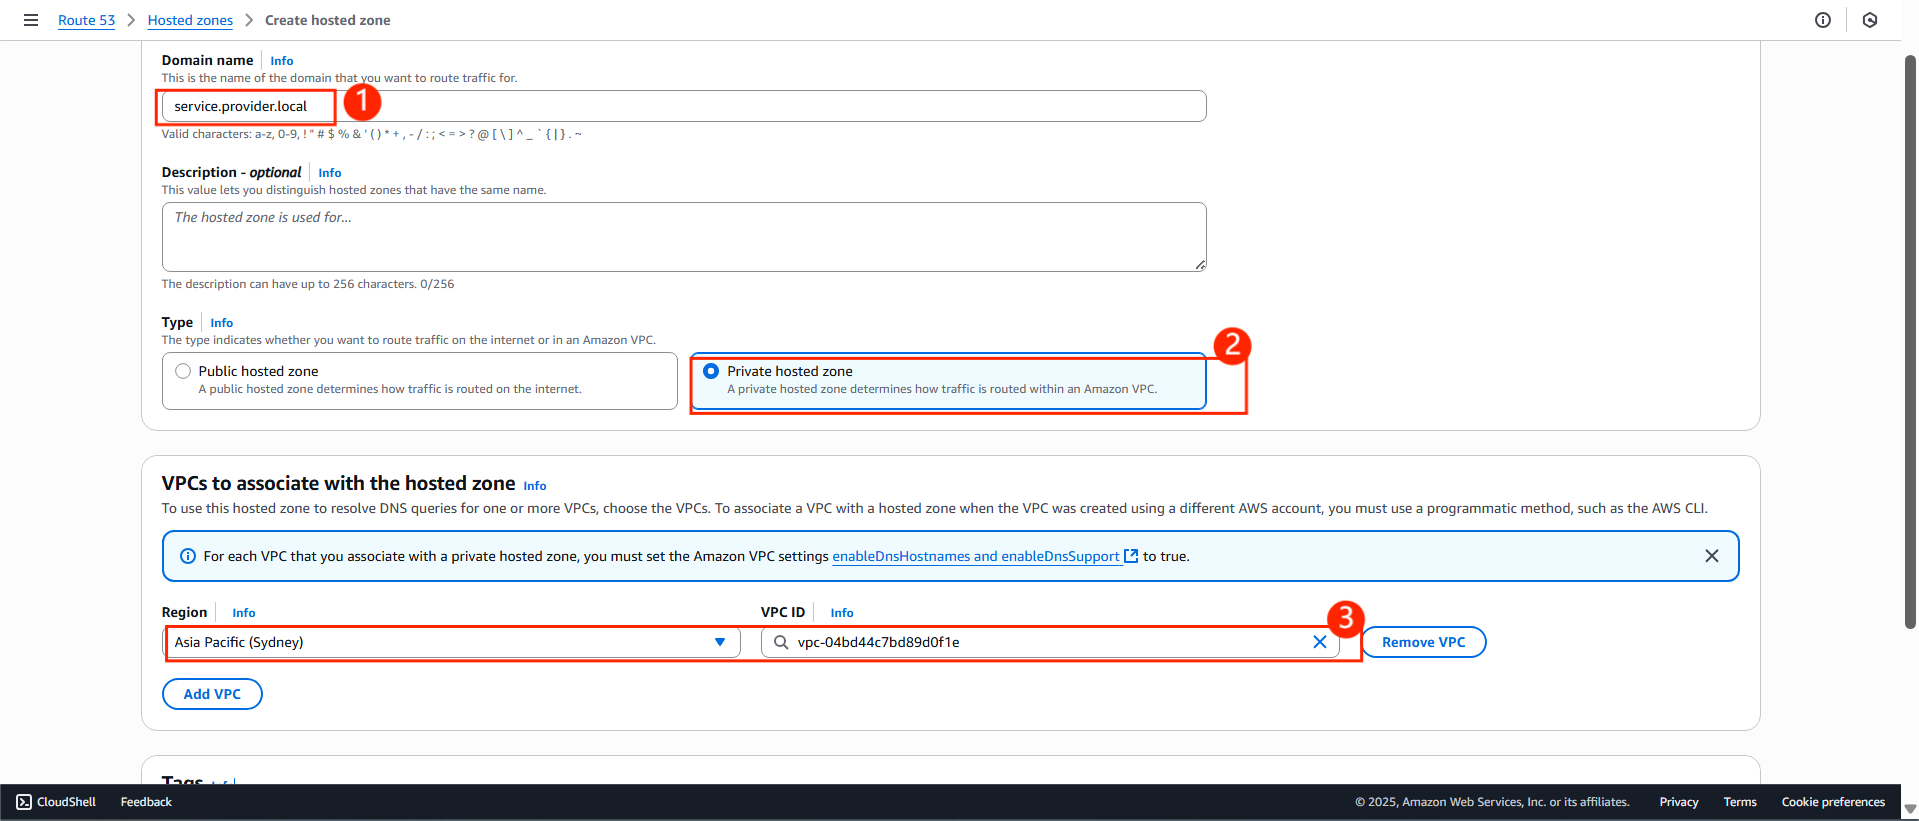 Route 53 > Hosted zones > Create hosted zone
Domain name Info
This is the name of the domain that you want to route traffic for.
service.provider.local
1
Valid characters: a-z, 0-9, ! " # $ % & ' ( ) * + , - / : ; < = > ? @ [ \ ] ^ _ ` { | } . ~
Description - optional Info
This value lets you distinguish hosted zones that have the same name.
The hosted zone is used for...
The description can have up to 256 characters. 0/256
Type Info
The type indicates whether you want to route traffic on the internet or in an Amazon VPC.
2
Public hosted zone
A public hosted zone determines how traffic is routed on the internet.
Private hosted zone
A private hosted zone determines how traffic is routed within an Amazon VPC.
VPCs to associate with the hosted zone Info
To use this hosted zone to resolve DNS queries for one or more VPCs, choose the VPCs. To associate a VPC with a hosted zone when the VPC was created using a different AWS account, you must use a programmatic method, such as the AWS CLI.
For each VPC that you associate with a private hosted zone, you must set the Amazon VPC settings enableDnsHostnames and enableDnsSupport to true.
Region Info
VPC ID Info
3
Asia Pacific (Sydney)
vpc-04bd44c7bd89d0f1e
Remove VPC
Add VPC
Tags Info
CloudShell Feedback
© 2025, Amazon Web Services, Inc. or its affiliates. Privacy Terms Cookie preferences